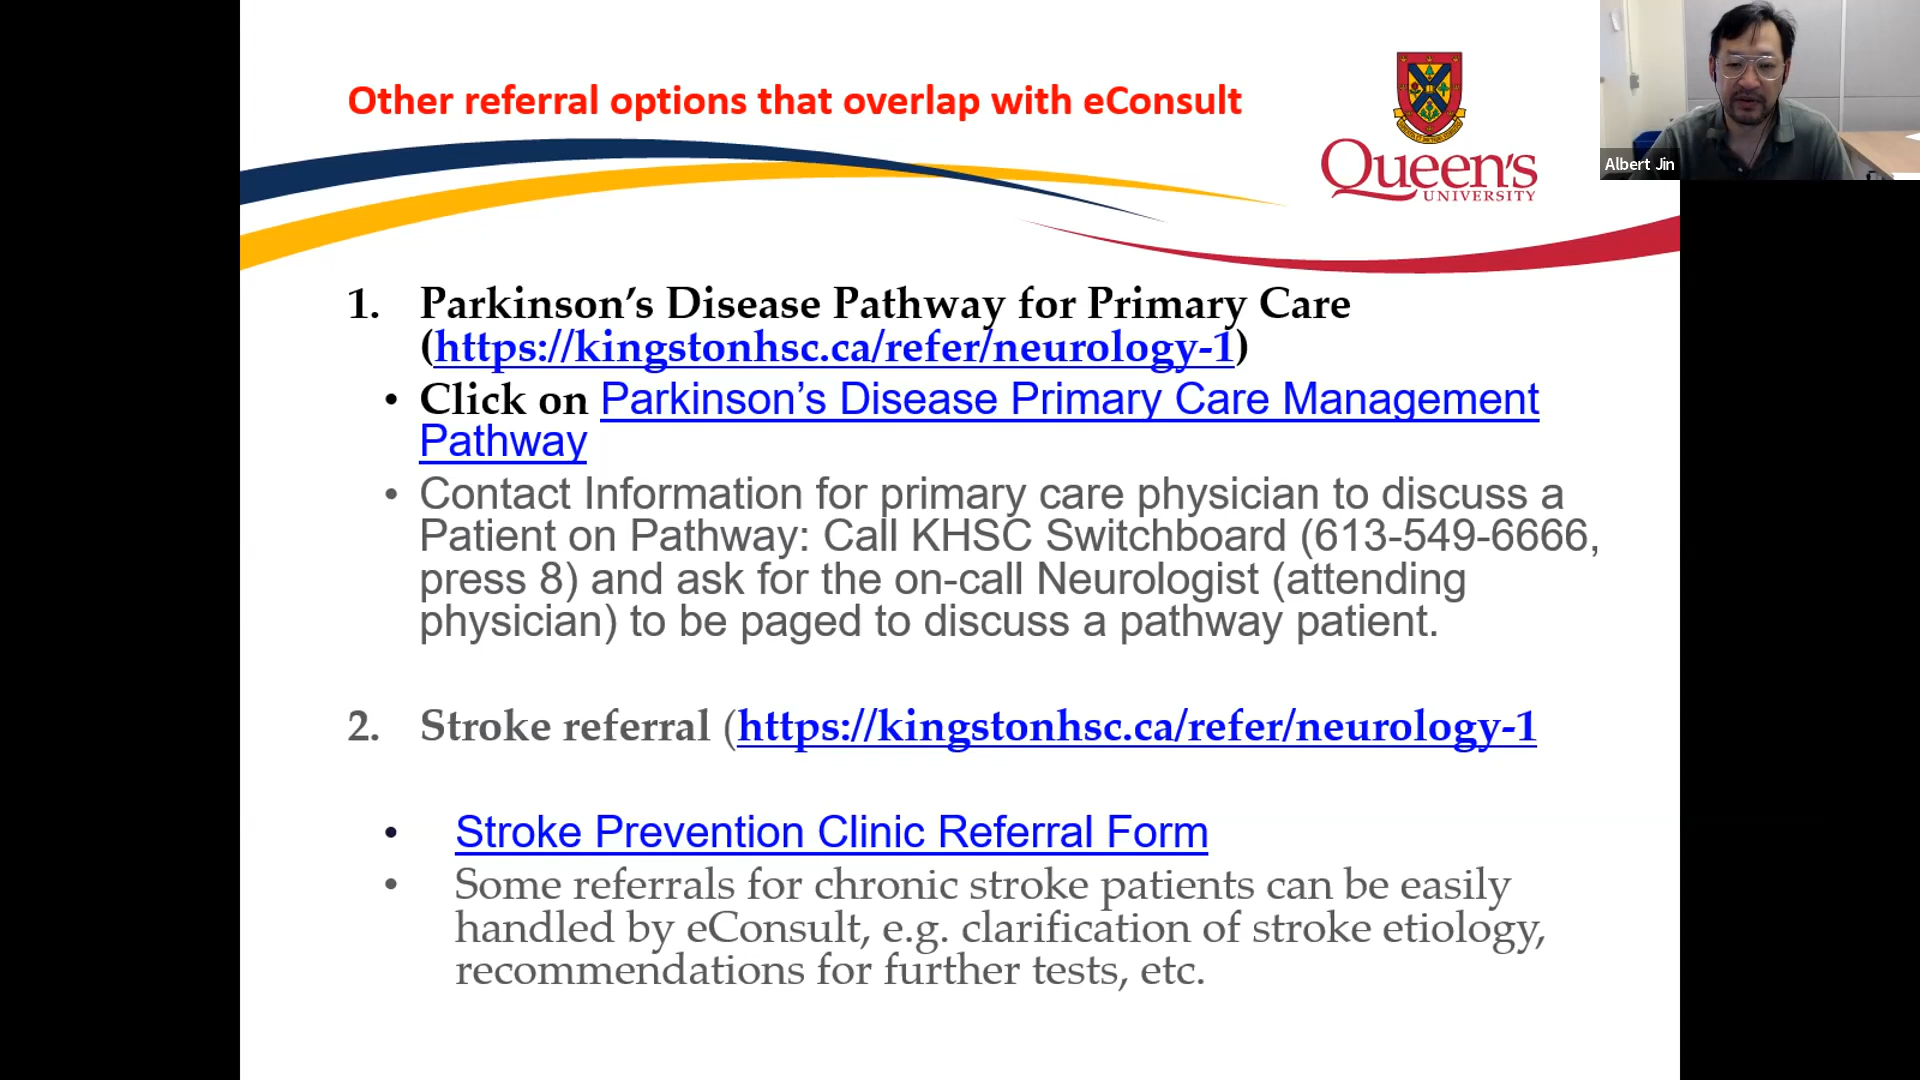 Other referral options that overlap with eConsult
Queen's
UNIVERSITY
Albert Jin
1. Parkinson’s Disease Pathway for Primary Care
(https://kingstonhsc.ca/refer/neurology-1)
• Click on Parkinson’s Disease Primary Care Management
Pathway
• Contact Information for primary care physician to discuss a
Patient on Pathway: Call KHSC Switchboard (613-549-6666,
press 8) and ask for the on-call Neurologist (attending
physician) to be paged to discuss a pathway patient.
2. Stroke referral (https://kingstonhsc.ca/refer/neurology-1
• Stroke Prevention Clinic Referral Form
• Some referrals for chronic stroke patients can be easily
handled by eConsult, e.g. clarification of stroke etiology,
recommendations for further tests, etc.